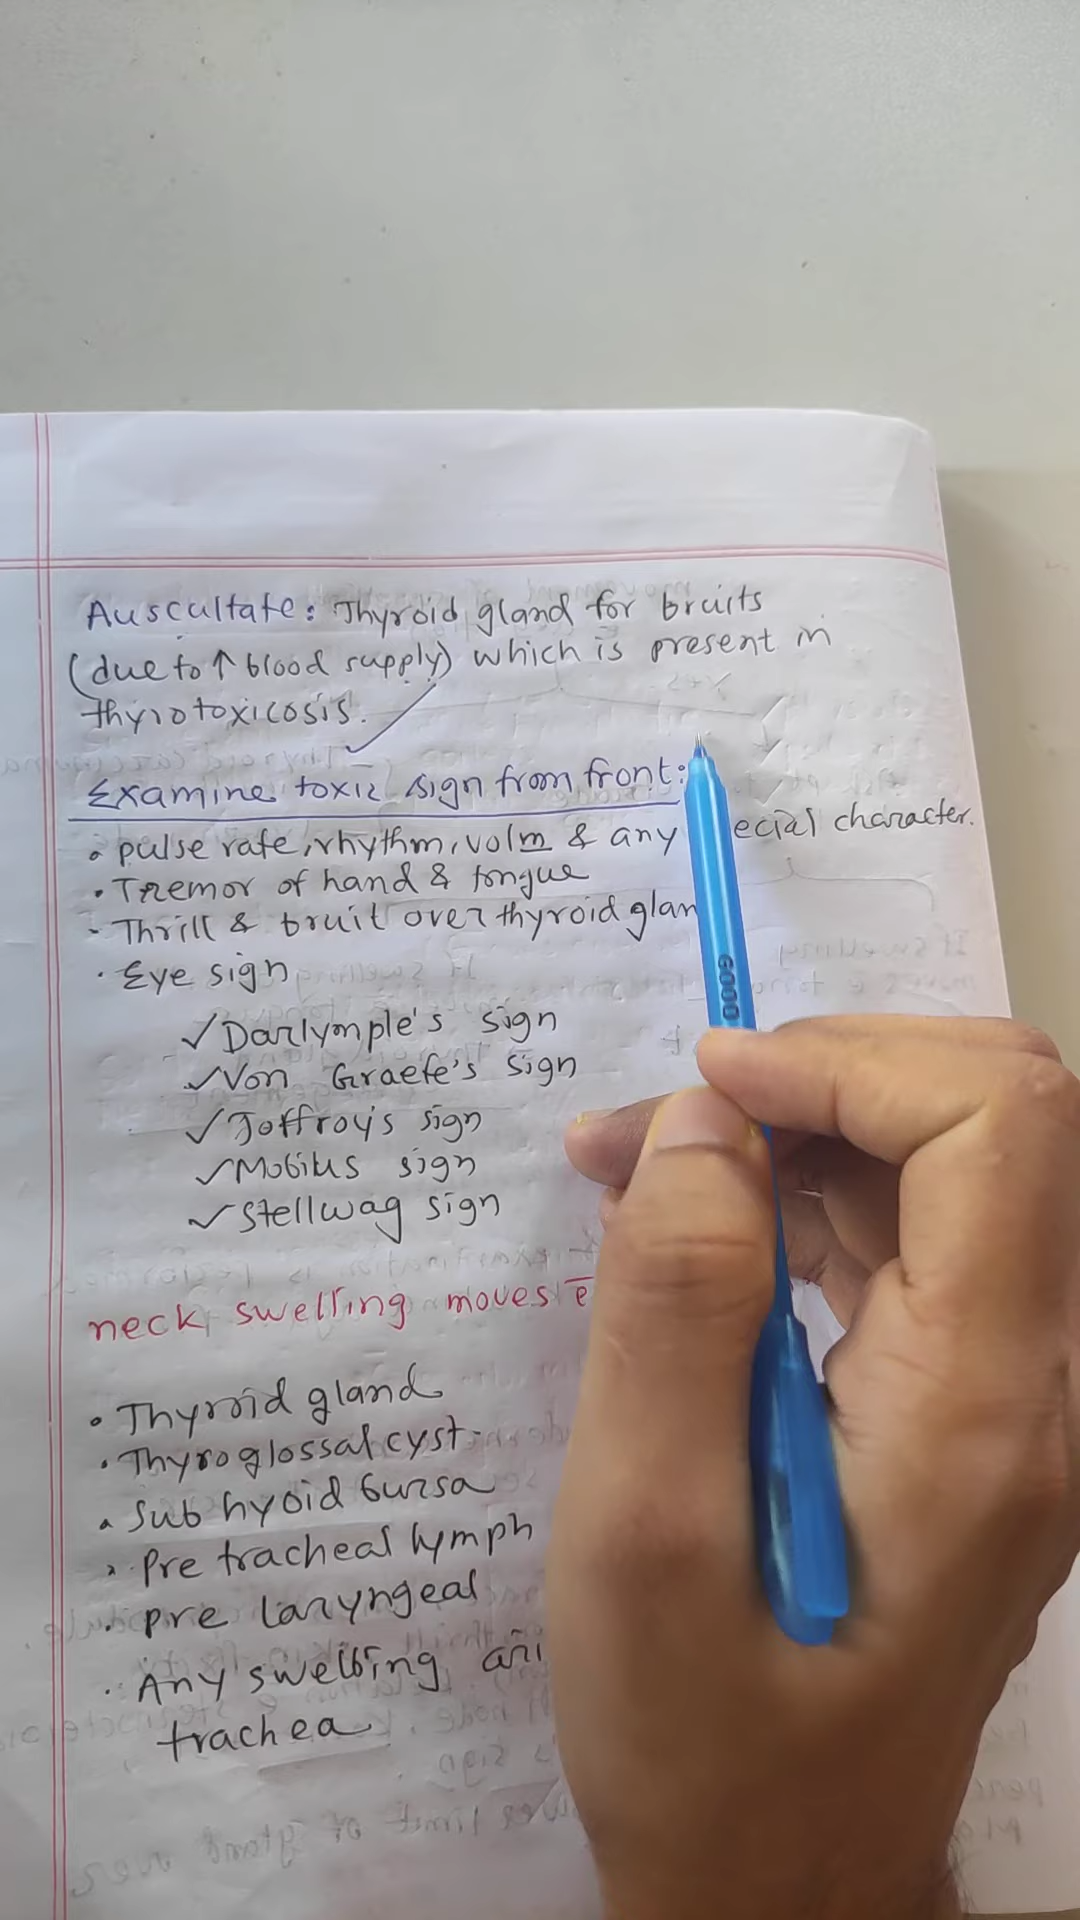 Auscultate: Thyroid gland for bruits
(due to ↑ blood supply) which is present in
thyrotoxicosis.
Examine toxic sign from front:
• pulse rate, rhythm, volm & any ecial character.
• Tremor of hand & tongue
• Thrill & bruit over thyroid glan
• Eye sign
✓ Darlymple's sign
✓ Von Graefe's sign
✓ Joffroy's sign
✓ Mobius sign
✓ Stellwag sign
neck swelling moves c̄
• Thyroid gland
• Thyroglossal cyst
• Sub hyoid bursa
• Pre tracheal lymph
• pre laryngeal
• Any swelling ari
trachea
GOOD